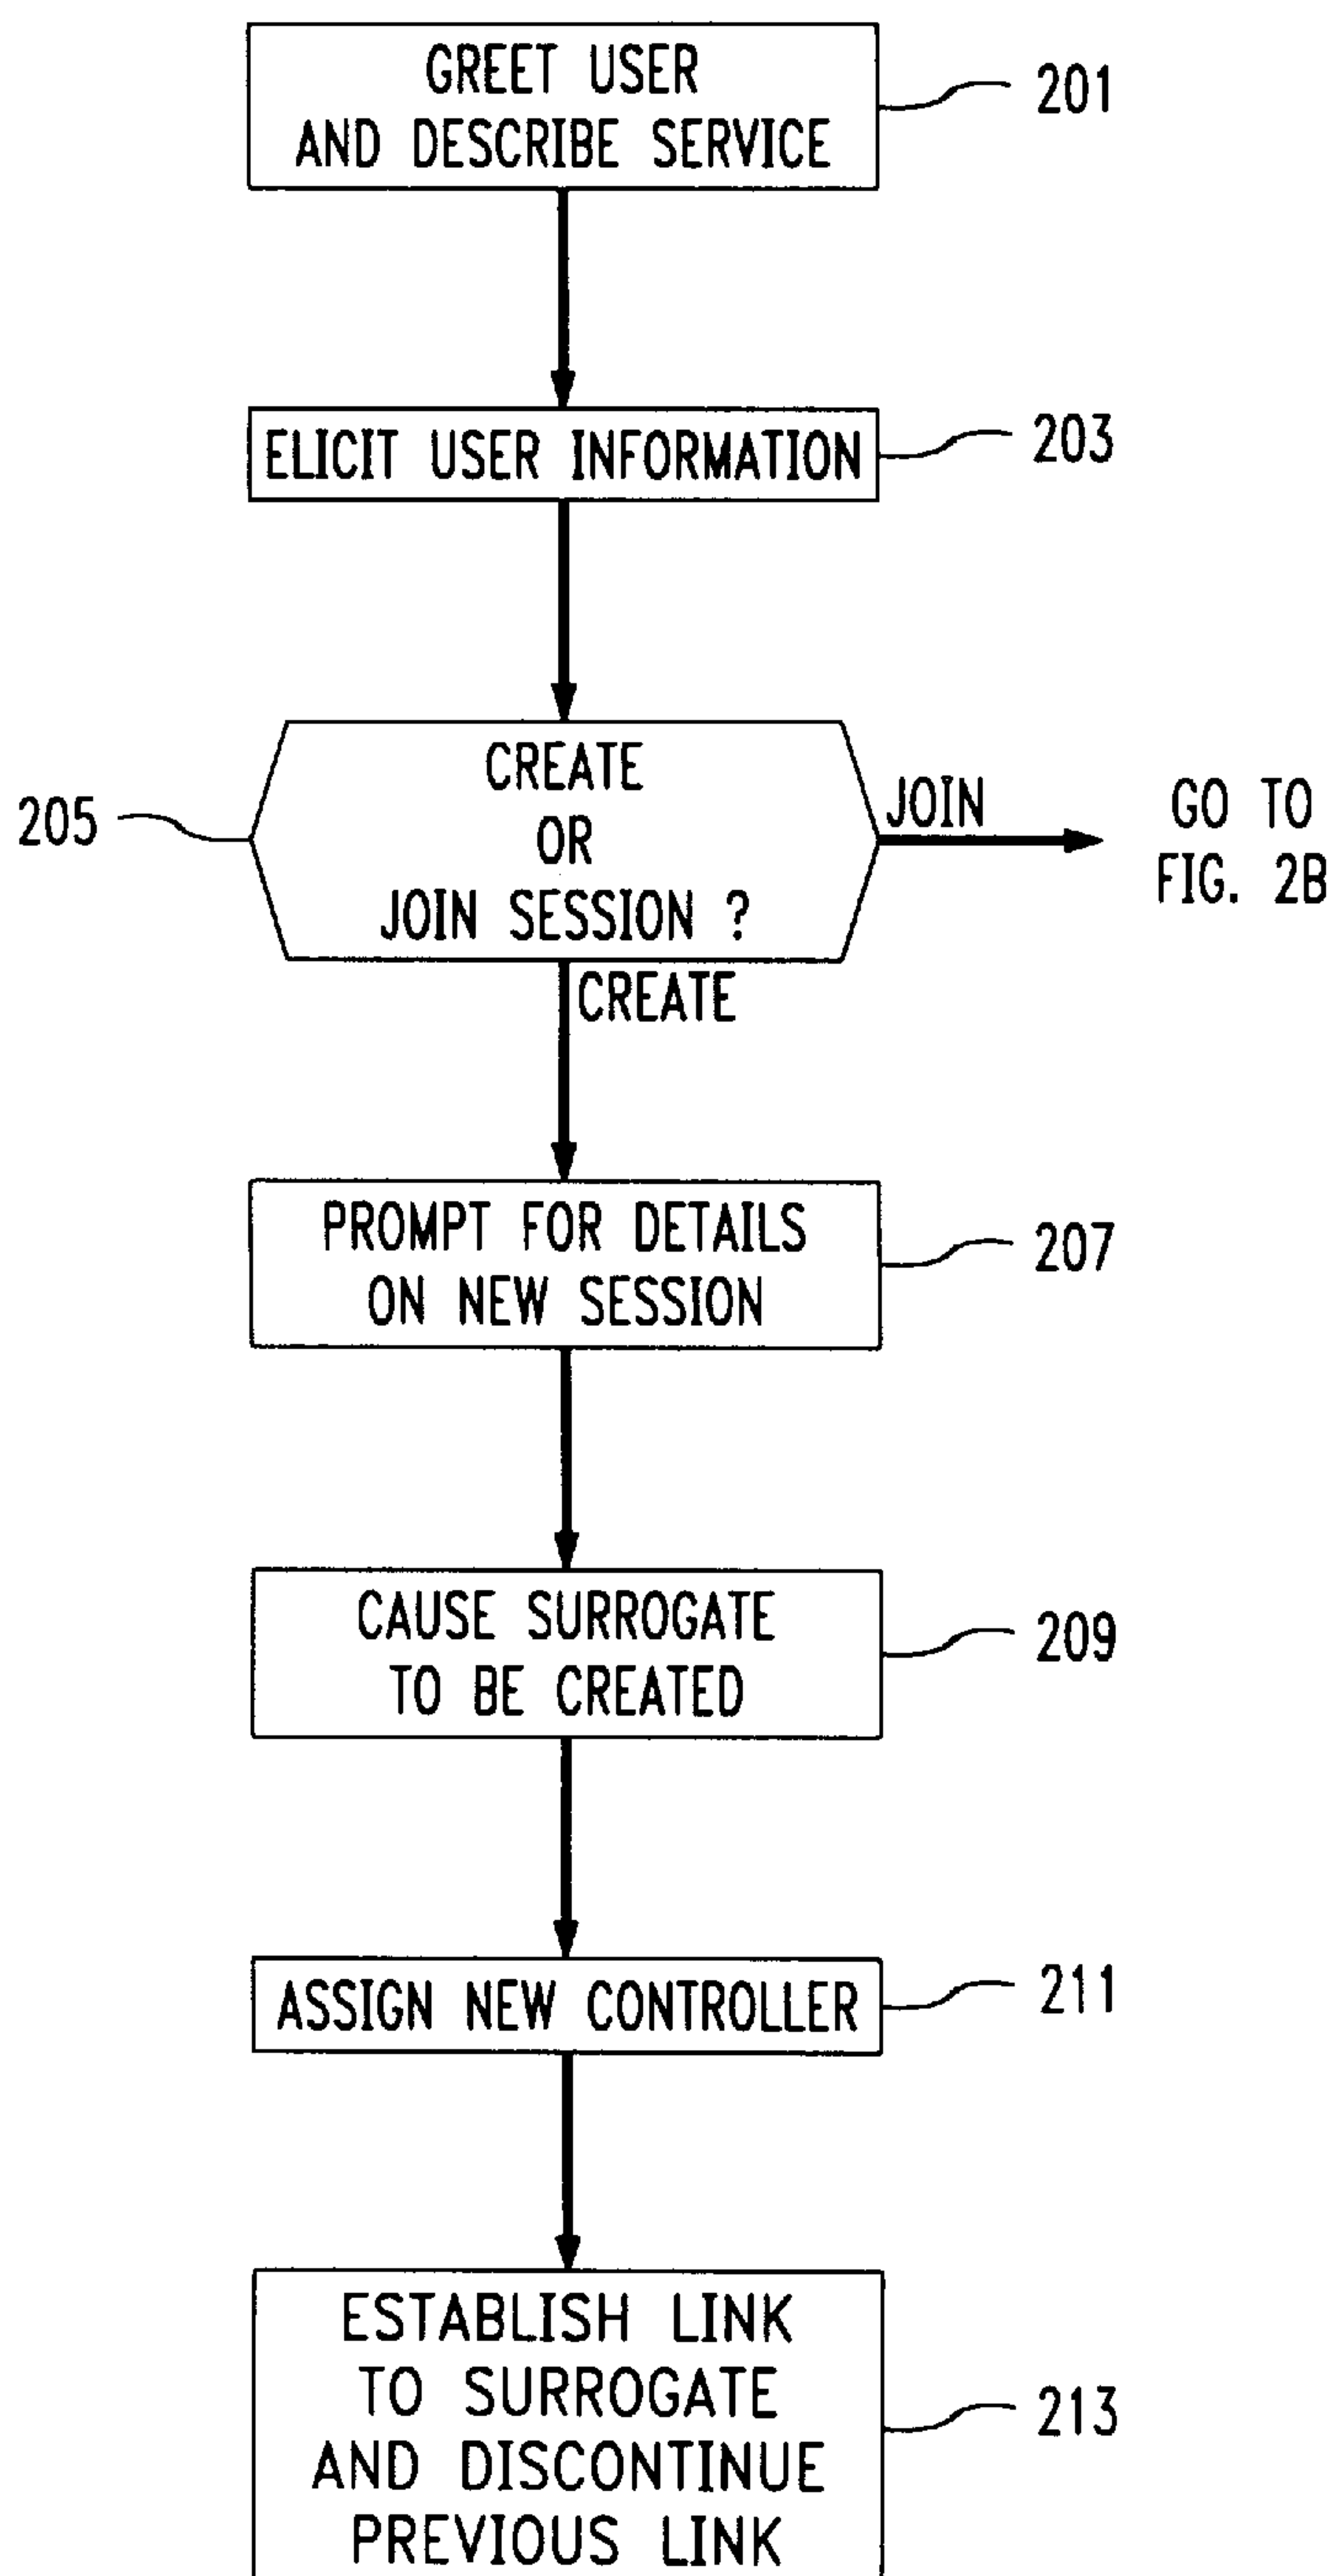 GREET USER
AND DESCRIBE SERVICE
201
ELICIT USER INFORMATION
203
CREATE
OR
JOIN SESSION ?
205
JOIN
GO TO
FIG. 2B
CREATE
PROMPT FOR DETAILS
ON NEW SESSION
207
CAUSE SURROGATE
TO BE CREATED
209
ASSIGN NEW CONTROLLER
211
ESTABLISH LINK
TO SURROGATE
AND DISCONTINUE
PREVIOUS LINK
213